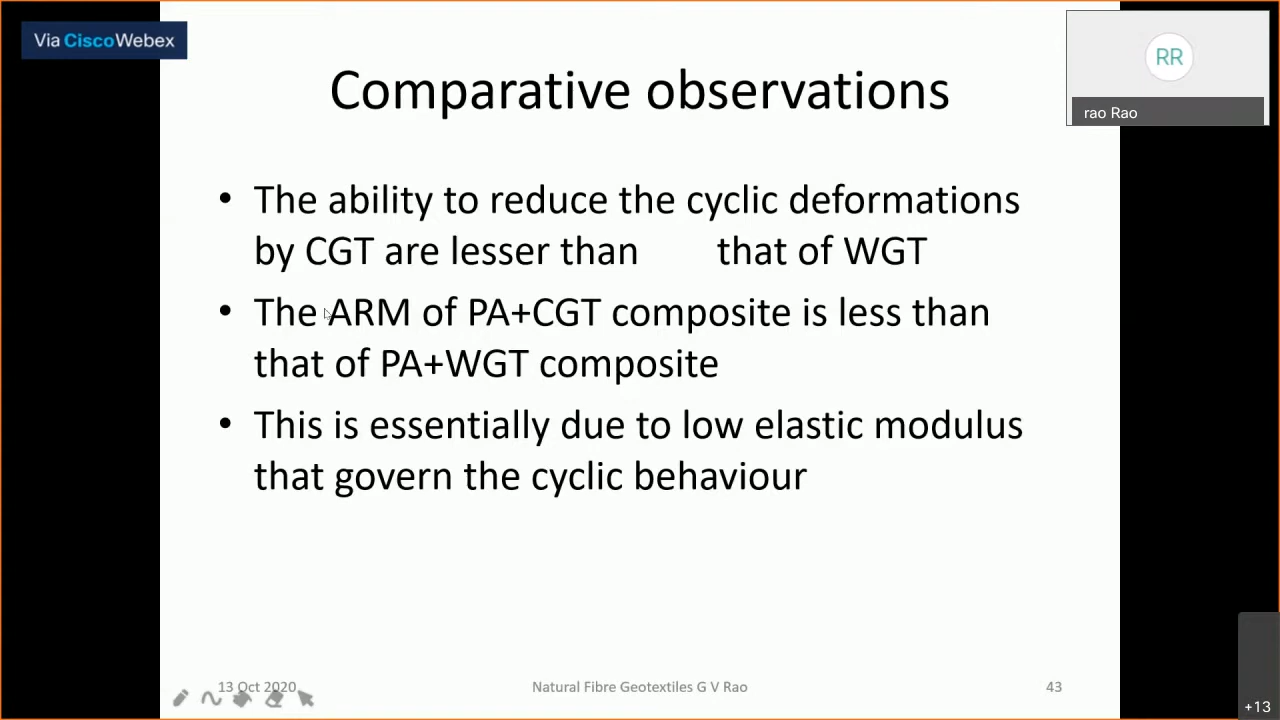 Via CiscoWebex
RR
rao Rao
Comparative observations
• The ability to reduce the cyclic deformations
by CGT are lesser than that of WGT
• The ARM of PA+CGT composite is less than
that of PA+WGT composite
• This is essentially due to low elastic modulus
that govern the cyclic behaviour
13 Oct 2020
Natural Fibre Geotextiles G V Rao
43
+13